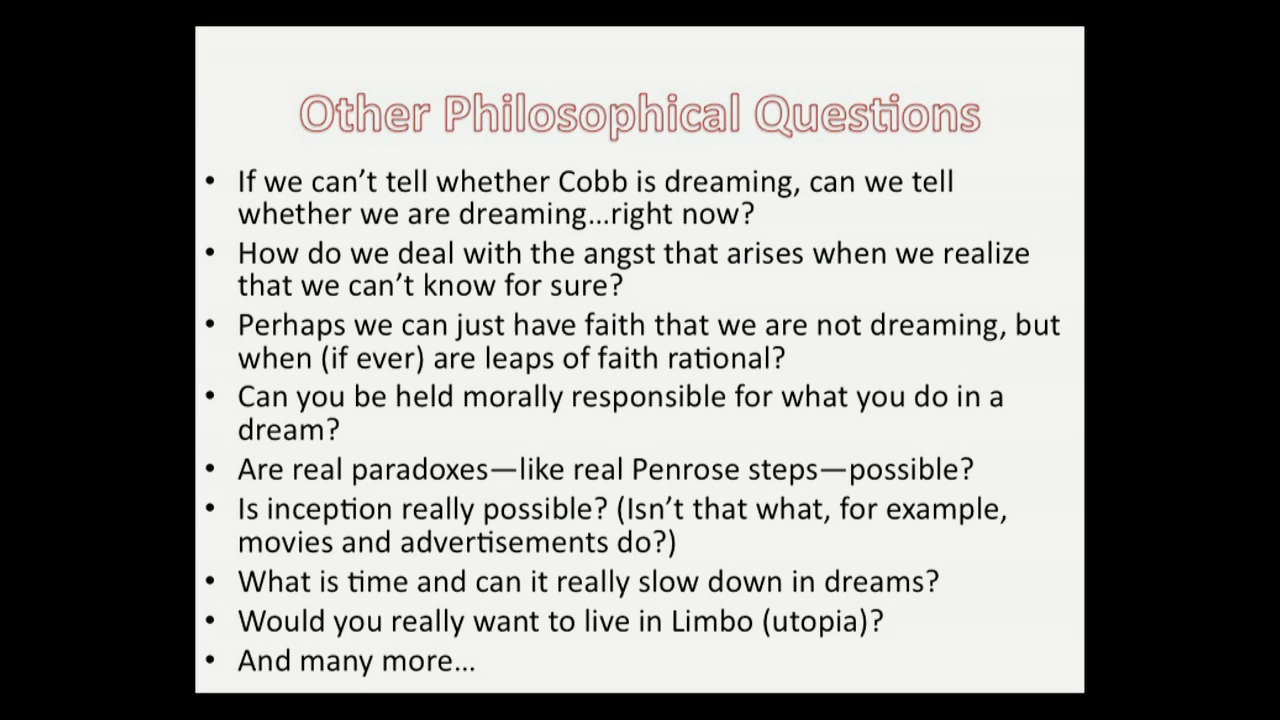 Other Philosophical Questions
• If we can’t tell whether Cobb is dreaming, can we tell
whether we are dreaming...right now?
• How do we deal with the angst that arises when we realize
that we can’t know for sure?
• Perhaps we can just have faith that we are not dreaming, but
when (if ever) are leaps of faith rational?
• Can you be held morally responsible for what you do in a
dream?
• Are real paradoxes—like real Penrose steps—possible?
• Is inception really possible? (Isn’t that what, for example,
movies and advertisements do?)
• What is time and can it really slow down in dreams?
• Would you really want to live in Limbo (utopia)?
• And many more...